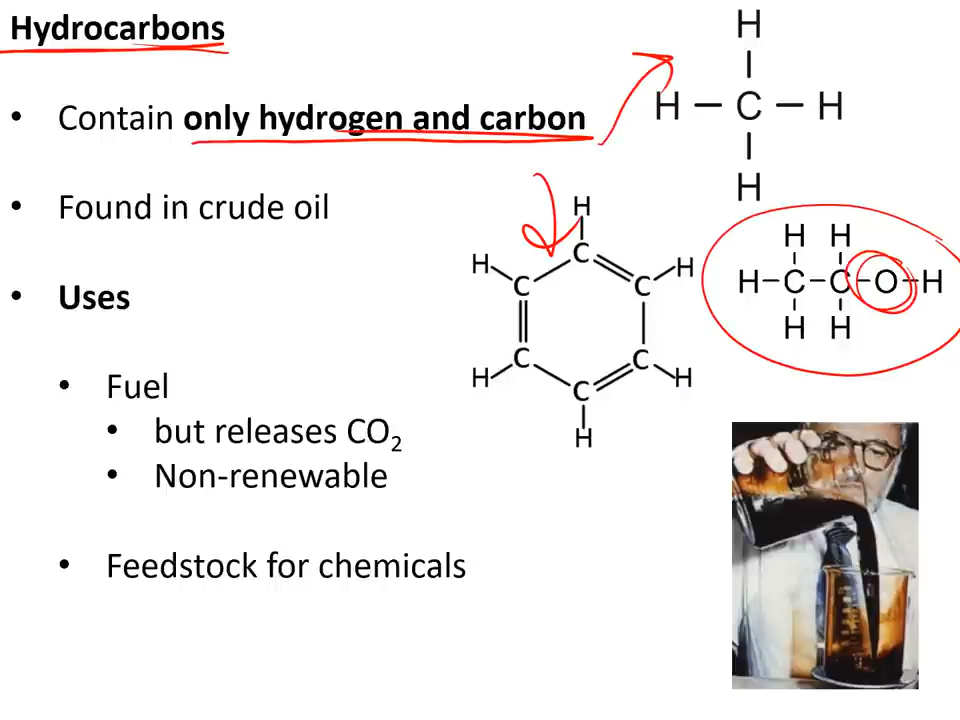 Hydrocarbons
• Contain only hydrogen and carbon
• Found in crude oil
• Uses
• Fuel
• but releases CO₂
• Non-renewable
• Feedstock for chemicals
H
H – C – H
H
H
H C C H
H C C H
C
H
H H
H–C–C–O–H
H H